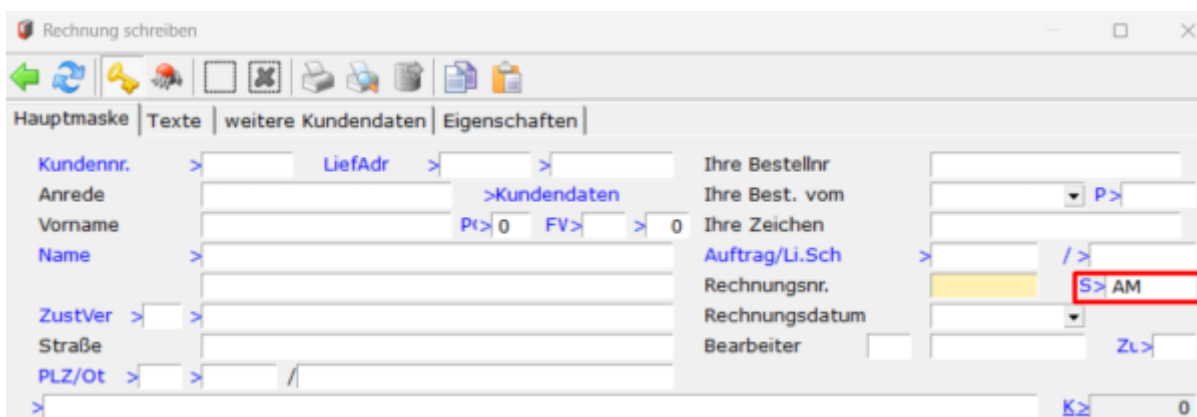 Rechnung schreiben
Hauptmaske Texte weitere Kundendaten Eigenschaften
Kundennr. > LiefAdr > > Ihre Bestellnr
Anrede >Kundendaten Ihre Best. vom P>
Vorname P(> 0 FV> > 0 Ihre Zeichen
Name > Auftrag/Li.Sch > / >
Rechnungsnr. S> AM
ZustVer > > Rechnungsdatum
Straße Bearbeiter Zu>
PLZ/Ot > > /
> K> 0